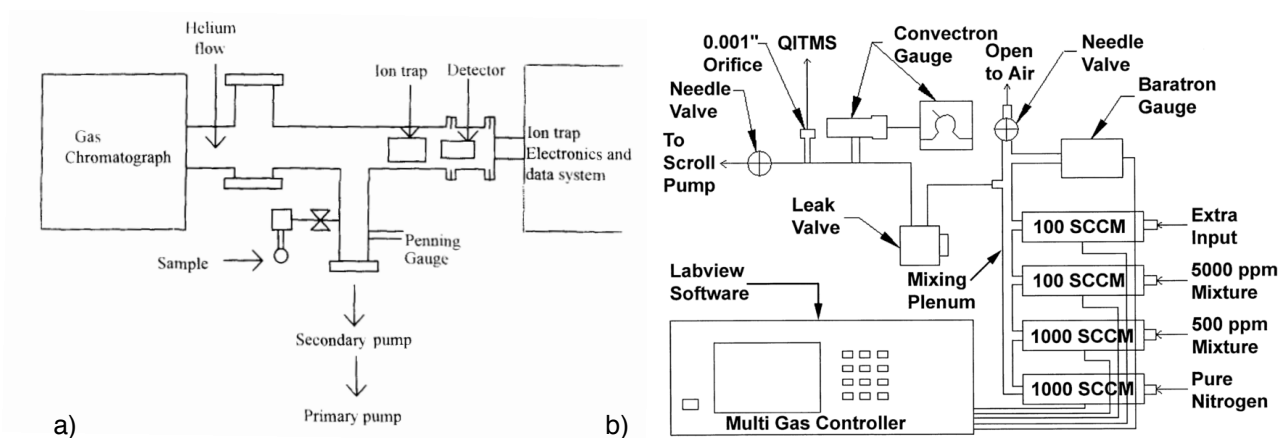 Helium
flow
Gas
Chromatograph
Ion trap
Detector
Ion trap
Electronics and
data system
Sample
Penning
Gauge
Secondary pump
Primary pump
a)
0.001"
Orifice
QITMS
Convectron
Gauge
Open
to Air
Needle
Valve
Needle
Valve
Baratron
Gauge
To
Scroll
Pump
Leak
Valve
Mixing
Plenum
100 SCCM
Extra
Input
100 SCCM
5000 ppm
Mixture
1000 SCCM
500 ppm
Mixture
1000 SCCM
Pure
Nitrogen
Labview
Software
Multi Gas Controller
b)